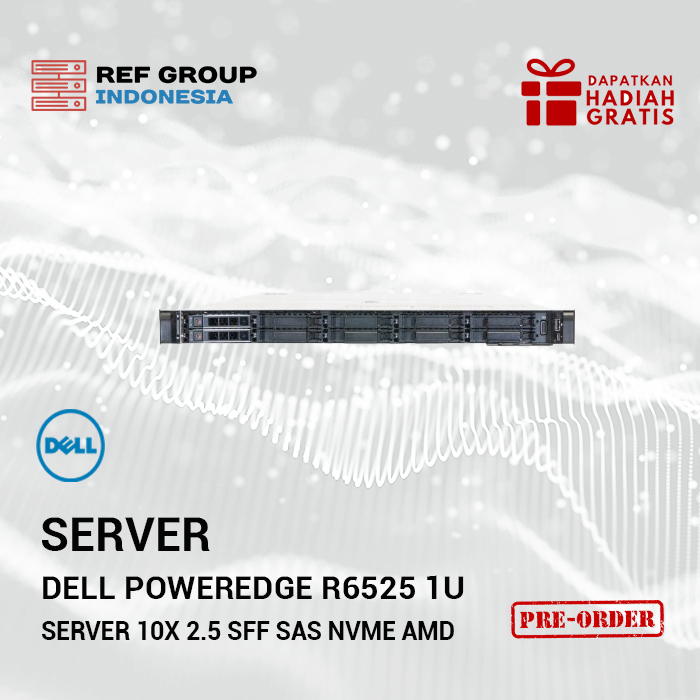 REF GROUP
INDONESIA
DAPATKAN
HADIAH
GRATIS
DELL
SERVER
DELL POWEREDGE R6525 1U
SERVER 10X 2.5 SFF SAS NVME AMD
PRE-ORDER